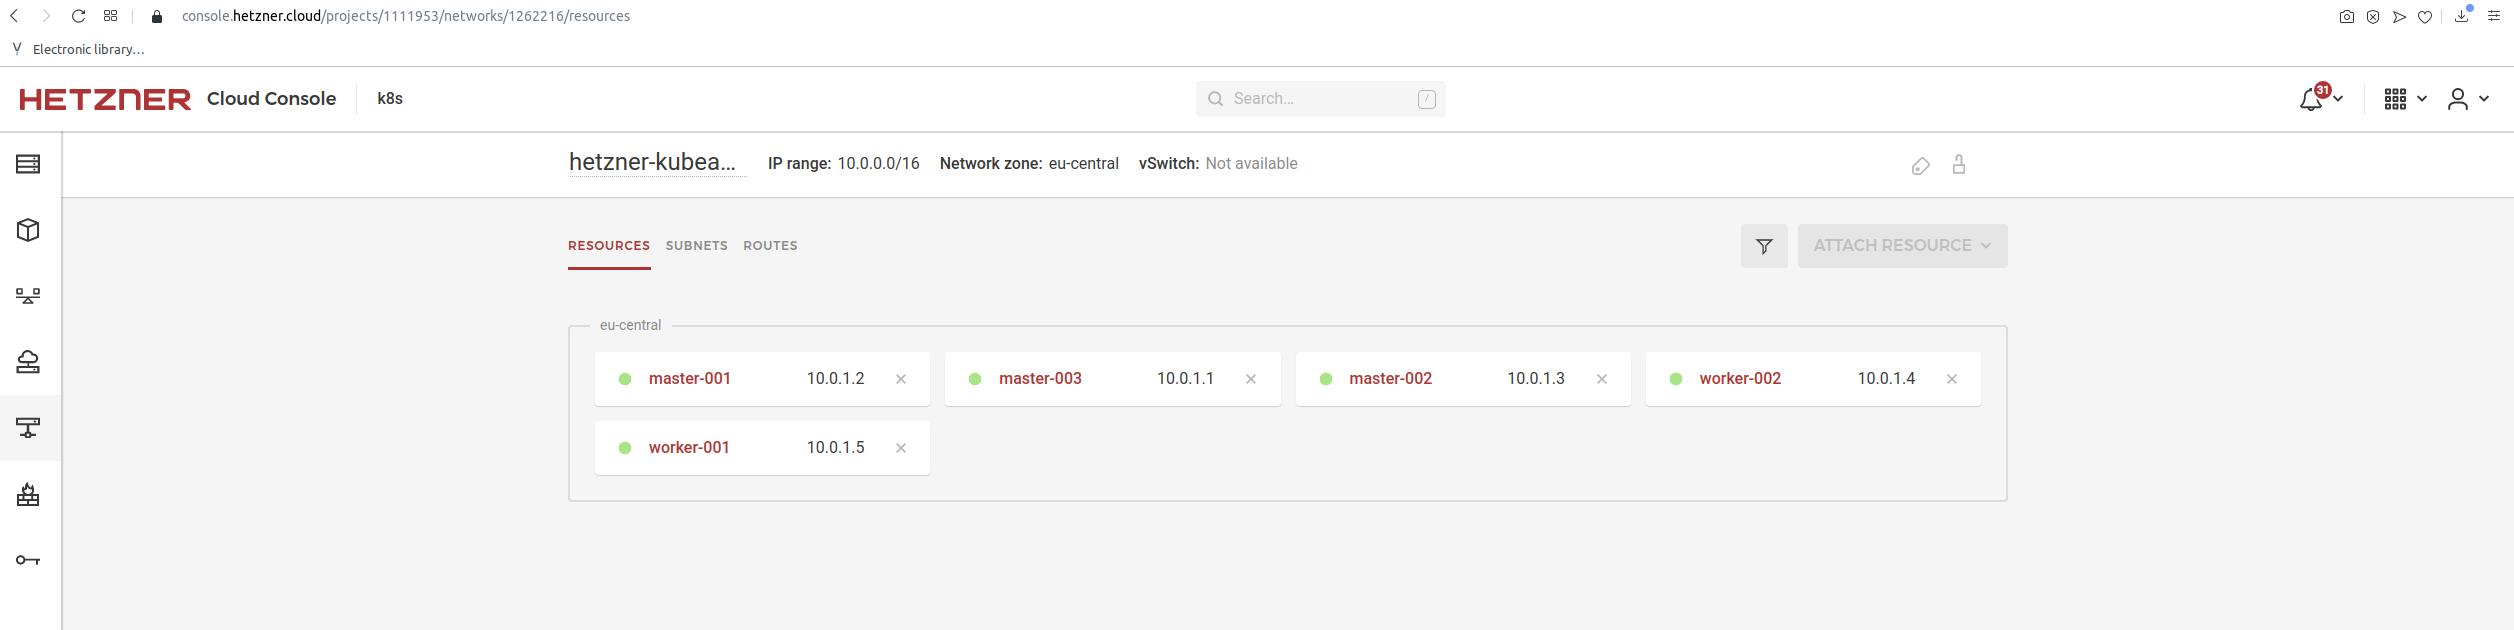 console.hetzner.cloud/projects/1111953/networks/1262216/resources
Electronic library...
HETZNER Cloud Console k8s Search... / 31
hetzner-kubea... IP range: 10.0.0.0/16 Network zone: eu-central vSwitch: Not available
RESOURCES SUBNETS ROUTES ATTACH RESOURCE
eu-central
master-001 10.0.1.2 master-003 10.0.1.1 master-002 10.0.1.3 worker-002 10.0.1.4
worker-001 10.0.1.5